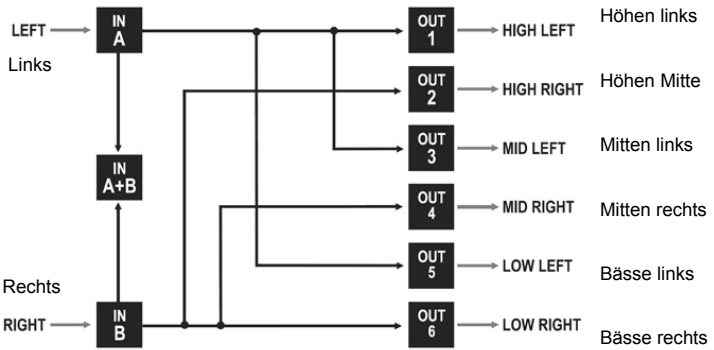 LEFT
Links
IN
A
OUT
1
HIGH LEFT
Höhen links
OUT
2
HIGH RIGHT
Höhen Mitte
OUT
3
MID LEFT
Mitten links
IN
A+B
OUT
4
MID RIGHT
Mitten rechts
OUT
5
LOW LEFT
Bässe links
Rechts
RIGHT
IN
B
OUT
6
LOW RIGHT
Bässe rechts